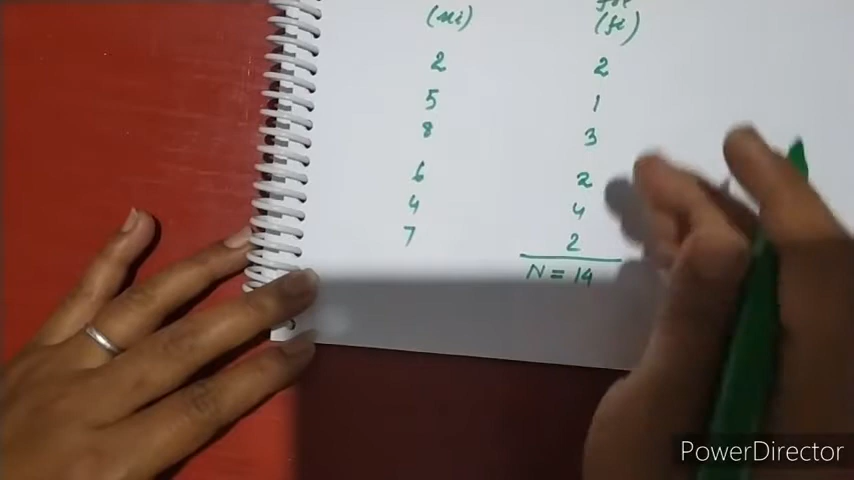 (xi) (fi)
2 2
5 1
8 3
6 2
4 4
7 2
N = 14
PowerDirector